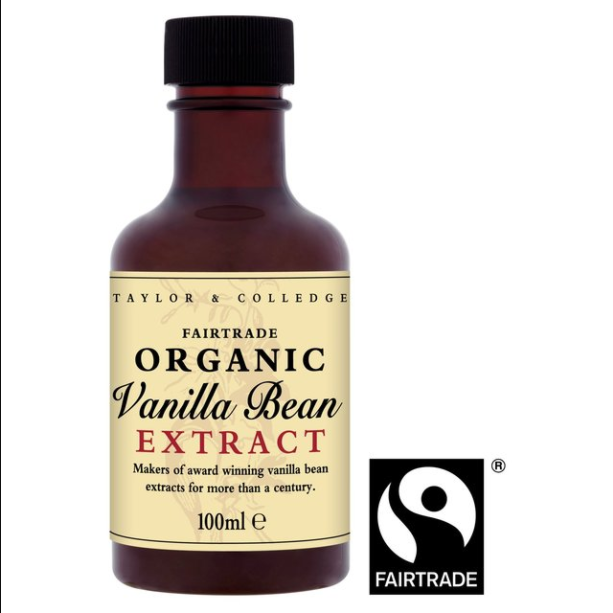 TAYLOR & COLLEDGE
FAIRTRADE
ORGANIC
Vanilla Bean
EXTRACT
Makers of award winning vanilla bean
extracts for more than a century.
100ml ℮
®
FAIRTRADE